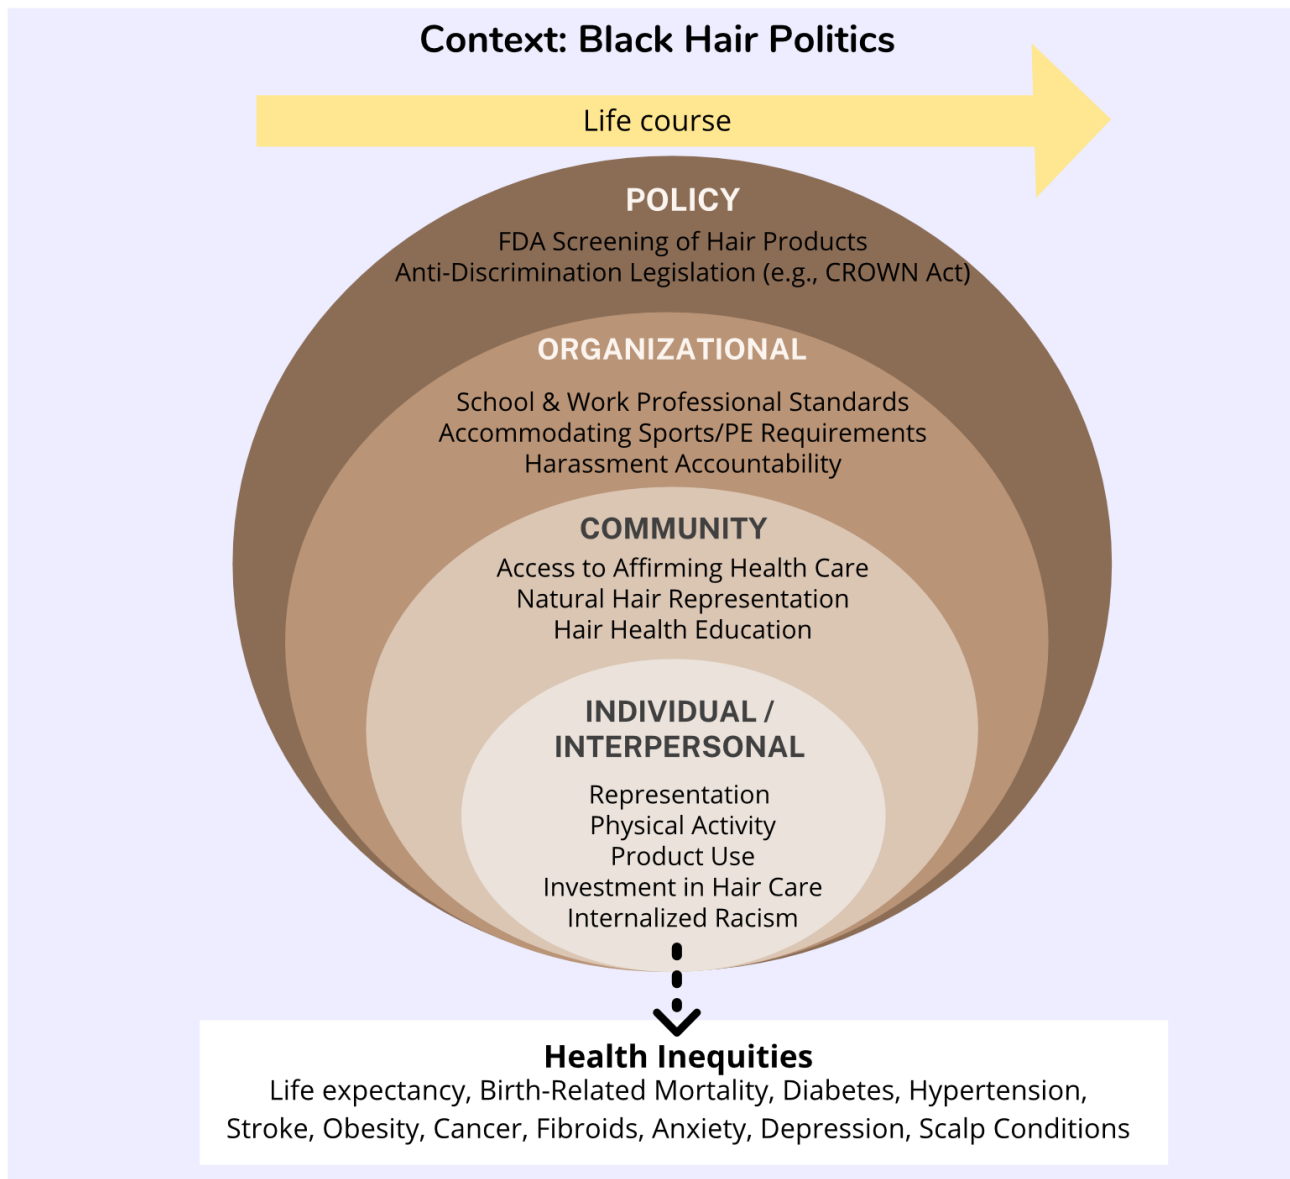 Context: Black Hair Politics
Life course
POLICY
FDA Screening of Hair Products
Anti-Discrimination Legislation (e.g., CROWN Act)
ORGANIZATIONAL
School & Work Professional Standards
Accommodating Sports/PE Requirements
Harassment Accountability
COMMUNITY
Access to Affirming Health Care
Natural Hair Representation
Hair Health Education
INDIVIDUAL /
INTERPERSONAL
Representation
Physical Activity
Product Use
Investment in Hair Care
Internalized Racism
Health Inequities
Life expectancy, Birth-Related Mortality, Diabetes, Hypertension,
Stroke, Obesity, Cancer, Fibroids, Anxiety, Depression, Scalp Conditions